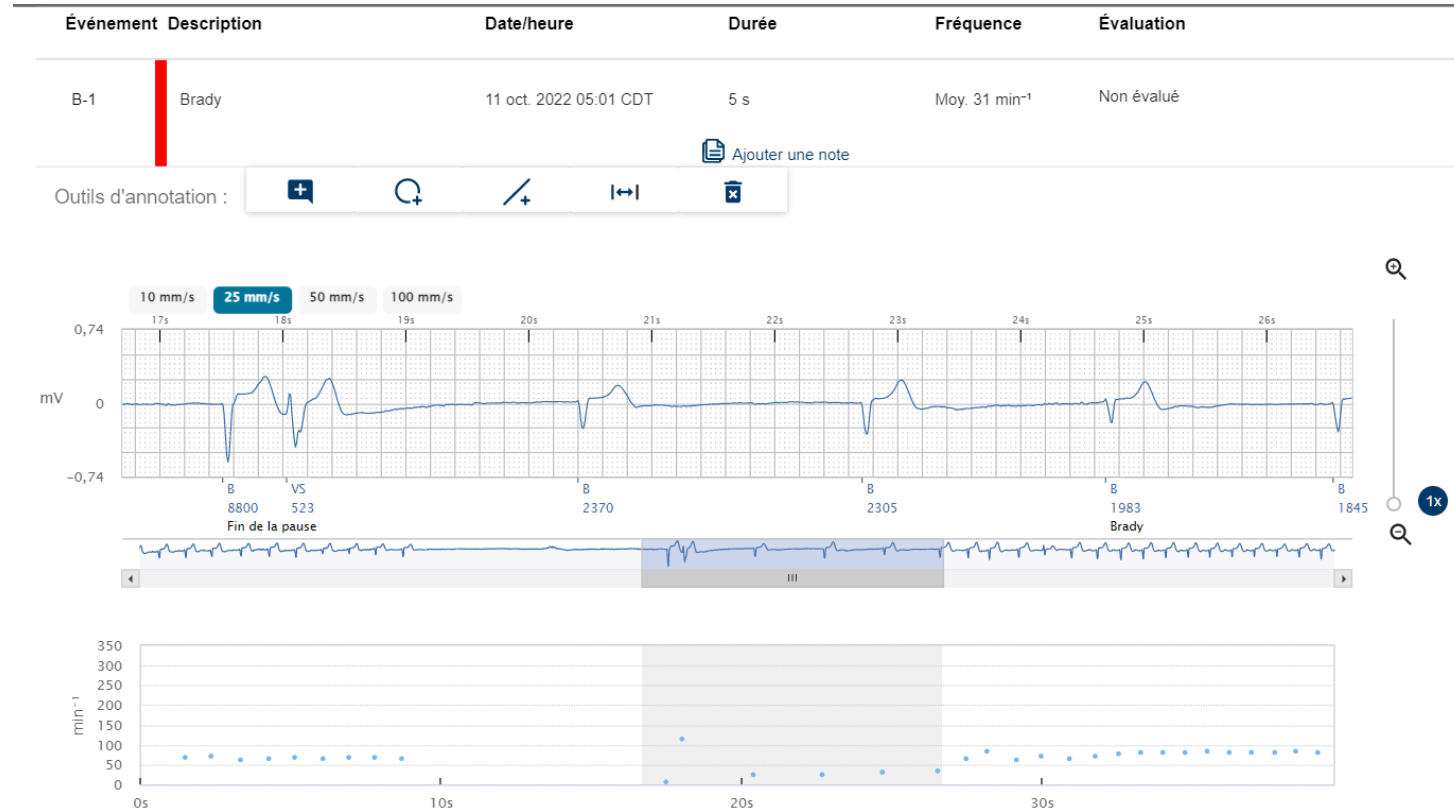 Événement Description Date/heure Durée Fréquence Évaluation
B-1 Brady 11 oct. 2022 05:01 CDT 5 s Moy. 31 min⁻¹ Non évalué
Ajouter une note
Outils d'annotation :
10 mm/s 25 mm/s 50 mm/s 100 mm/s
17s 18s 19s 20s 21s 22s 23s 24s 25s 26s
0,74
mV 0
-0,74
B VS B B B B
8800 523 2370 2305 1983 1845
Fin de la pause Brady
1x
350
300
250
200
150
100
50
0
min⁻¹
0s 10s 20s 30s